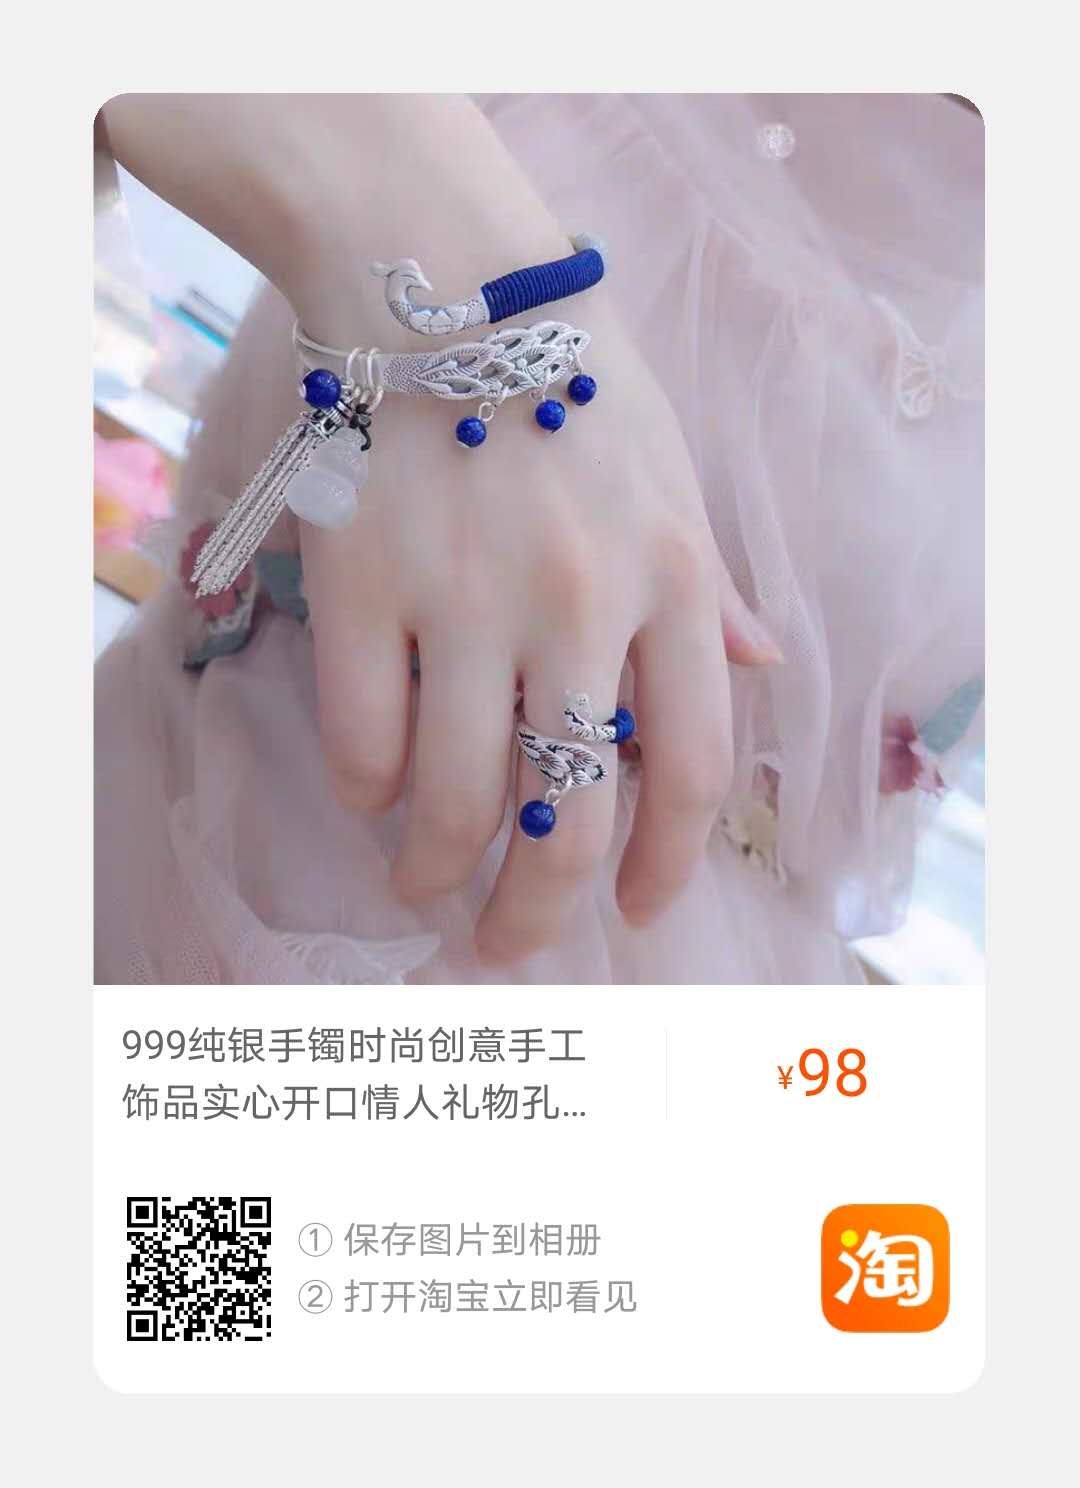 999纯银手镯时尚创意手工
饰品实心开口情人礼物孔...
¥98
① 保存图片到相册
② 打开淘宝立即看见
淘